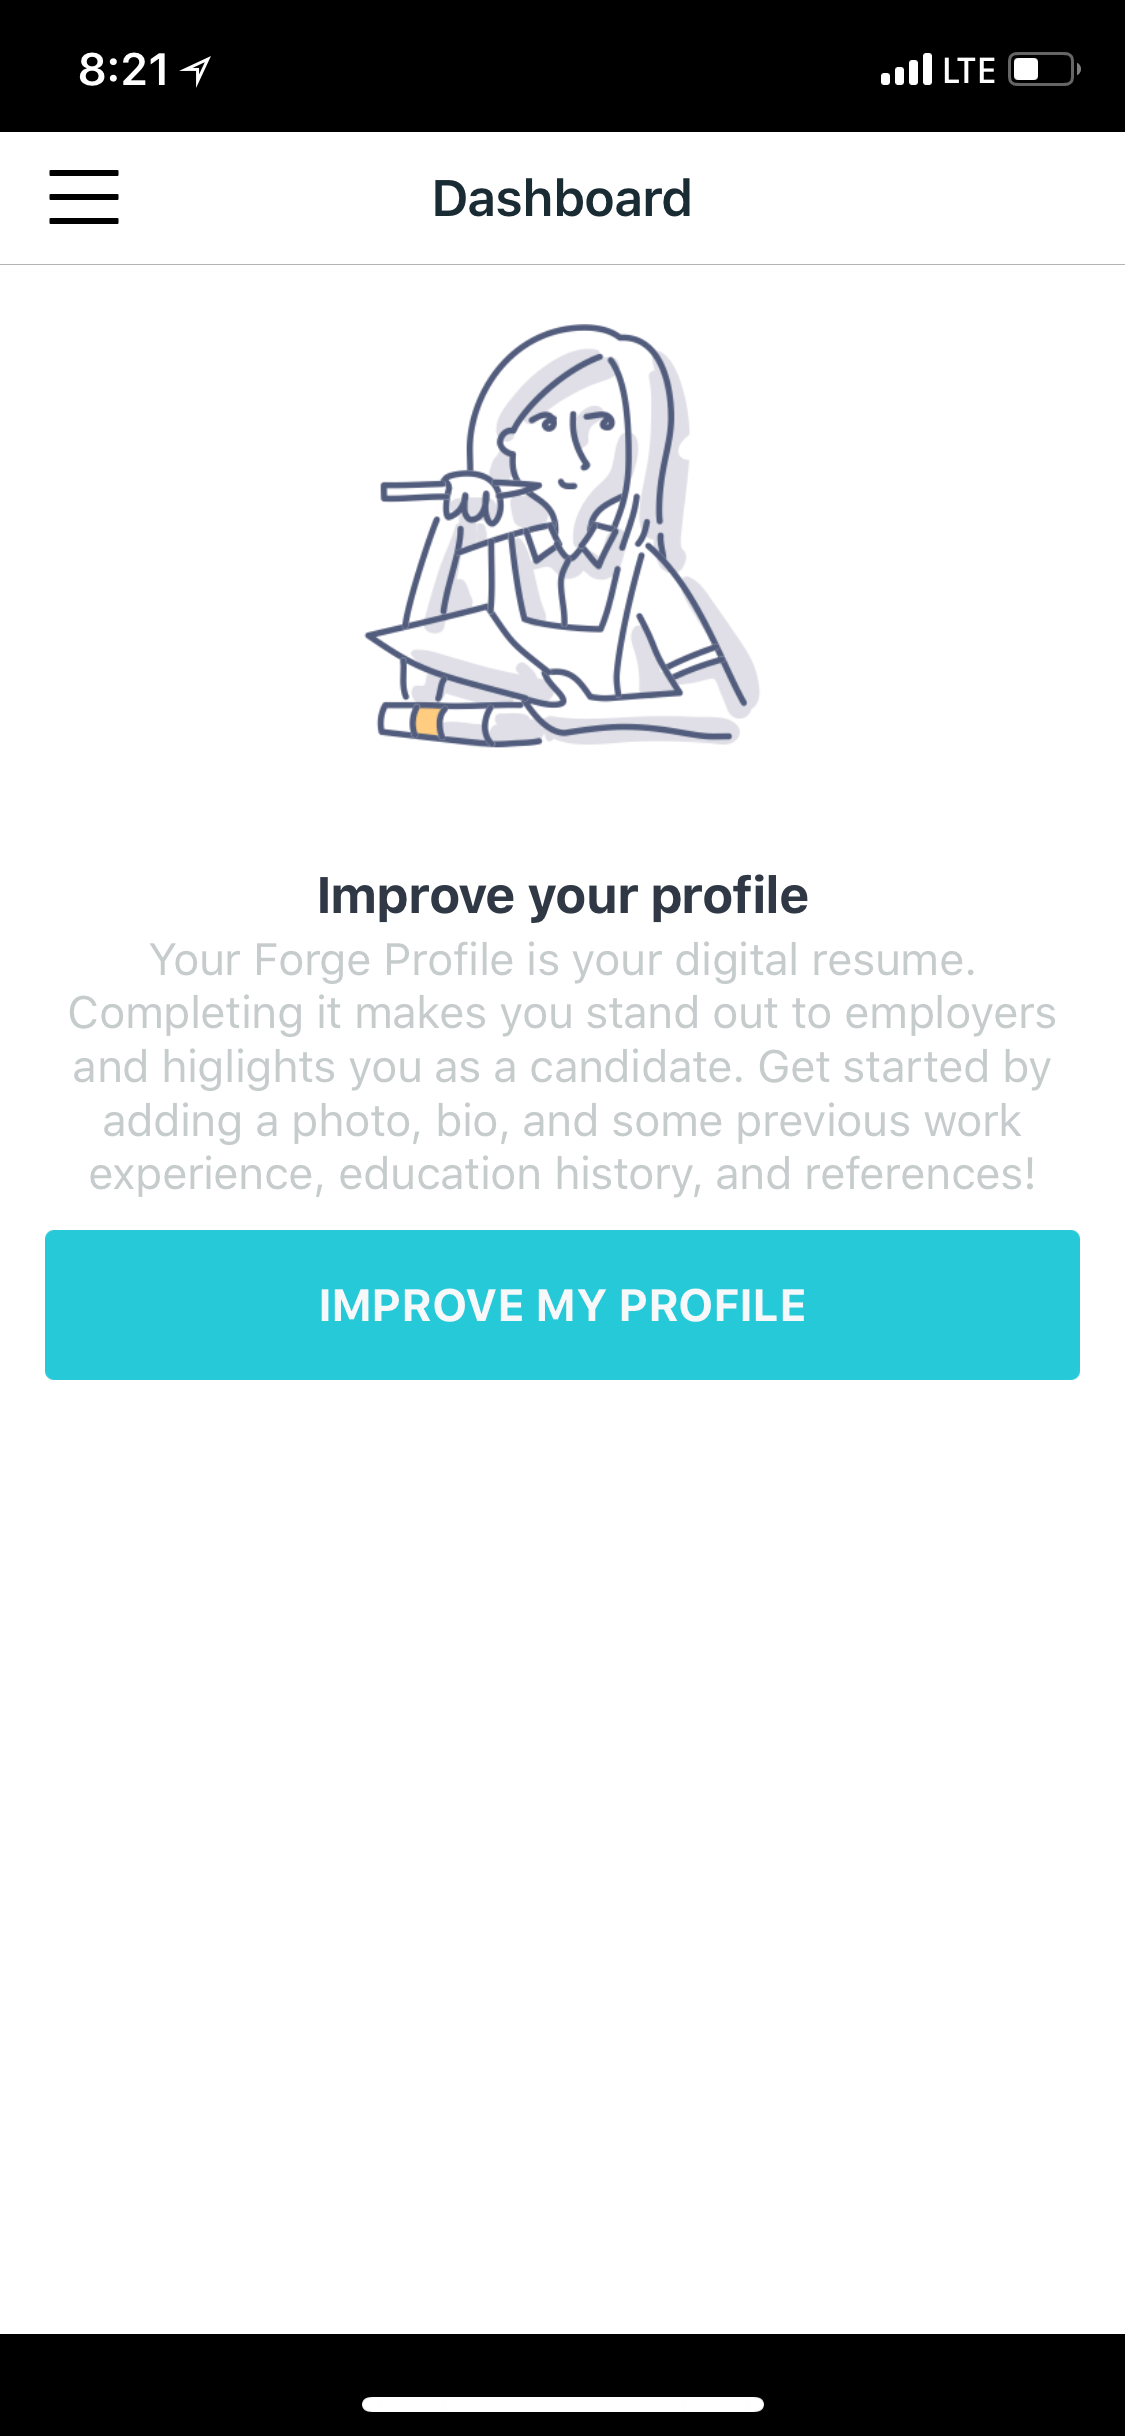 8:21 LTE
Dashboard
Improve your profile
Your Forge Profile is your digital resume.
Completing it makes you stand out to employers
and higlights you as a candidate. Get started by
adding a photo, bio, and some previous work
experience, education history, and references!
IMPROVE MY PROFILE